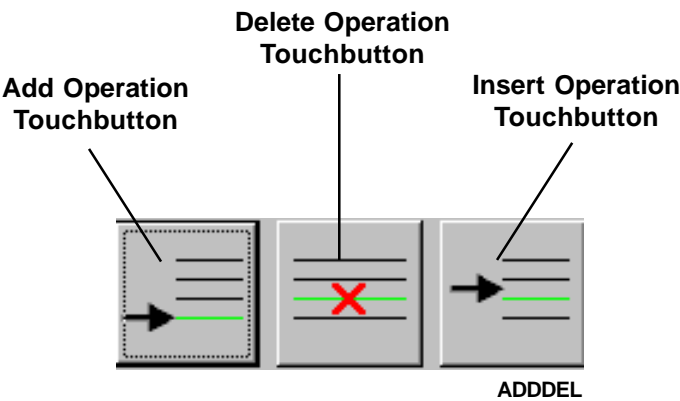 Delete Operation
Touchbutton
Add Operation
Touchbutton
Insert Operation
Touchbutton
ADDDEL